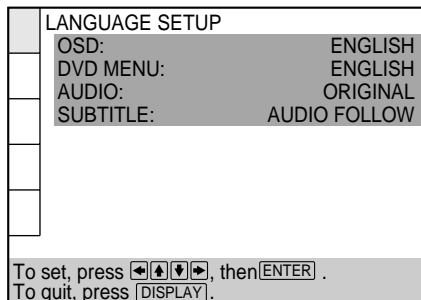 LANGUAGE SETUP
OSD: ENGLISH
DVD MENU: ENGLISH
AUDIO: ORIGINAL
SUBTITLE: AUDIO FOLLOW
To set, press ←↑↓→, then ENTER .
To quit, press DISPLAY.